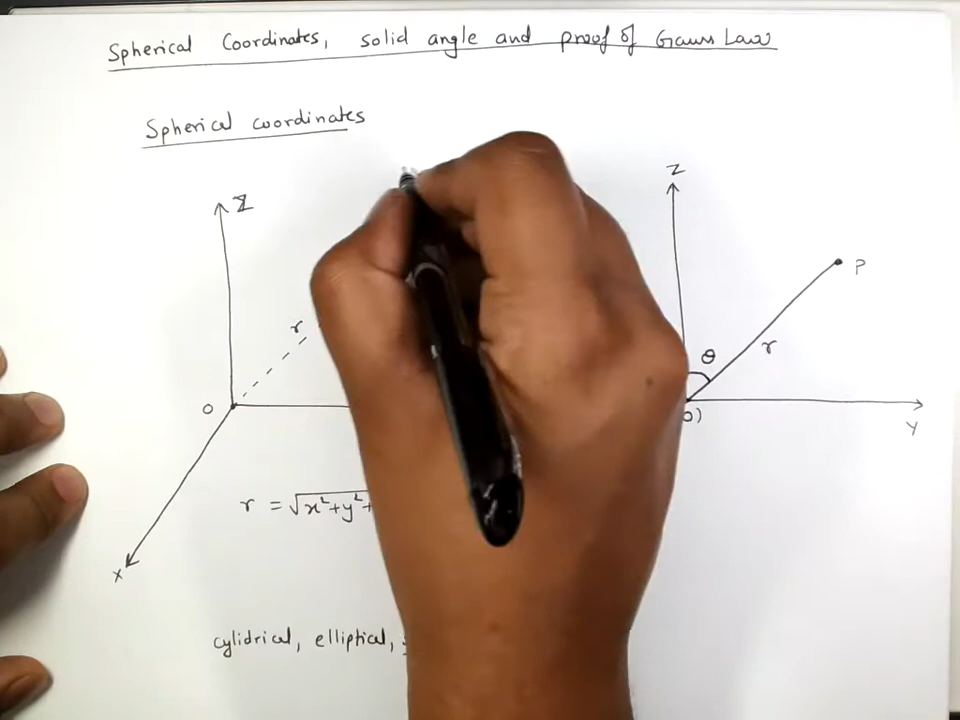 Spherical Coordinates, solid angle and proof of Gauss Law
Spherical coordinates
Z
Z
P
r
θ
r
O
O)
Y
r = √x²+y²+
X
cylidrical, elliptical,